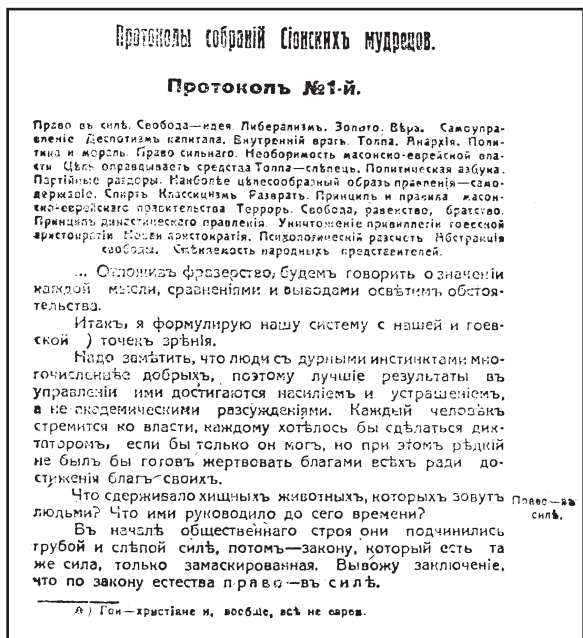 Протоколы собраній Сіонскихъ мудрецовъ.
Протоколъ №1-й.
Право въ силѣ. Свобода—идея. Либерализмъ. Золото. Вѣра. Самоупра-
вленіе Деспотизмъ капитала. Внутренній врагъ. Толпа. Анархія. Поли-
тика и мораль. Право сильнаго. Необоримость масонско-еврейской вла-
сти Цѣль оправдываетъ средства Толпа—слѣпецъ. Политическая азбука.
Партійные раздоры. Наиболѣе цѣлесообразный образъ правленія—само-
державіе. Спиртъ Классицизмъ Развратъ. Принципъ и правила масон-
ско-еврейскаго правительства Терроръ. Свобода, равенство, братство.
Принципъ династическаго правленія. Уничтоженіе привиллегіи гоевской
аристократіи Новая аристократія. Психологическій разсчетъ Абстракція
свободы. Смѣняемость народныхъ представителей.
... Отложивъ фразерство, будемъ говорить о значеніи
каждой мысли, сравненіями и выводами освѣтимъ обстоя-
тельства.
Итакъ, я формулирую нашу систему съ нашей и гоев-
ской ) точекъ зрѣнія.
Надо замѣтить, что люди съ дурными инстинктами мно-
гочисленнѣе добрыхъ, поэтому лучшіе результаты въ
управленіи ими достигаются насиліемъ и устрашеніемъ,
а не академическими разсужденіями. Каждый человѣкъ
стремится ко власти, каждому хотѣлось бы сдѣлаться дик-
таторомъ, если бы только онъ могъ, но при этомъ рѣдкій
не былъ бы готовъ жертвовать благами всѣхъ ради до-
стиженія благъ своихъ.
Что сдерживало хищныхъ животныхъ, которыхъ зовутъ
людьми? Что ими руководило до сего времени?
Право—въ
силѣ.
Въ началѣ общественнаго строя они подчинились
грубой и слѣпой силѣ, потомъ—закону, который есть та
же сила, только замаскированная. Вывожу заключеніе,
что по закону естества право—въ силѣ.
) Гои—христіане и, вообще, всѣ не евреи.